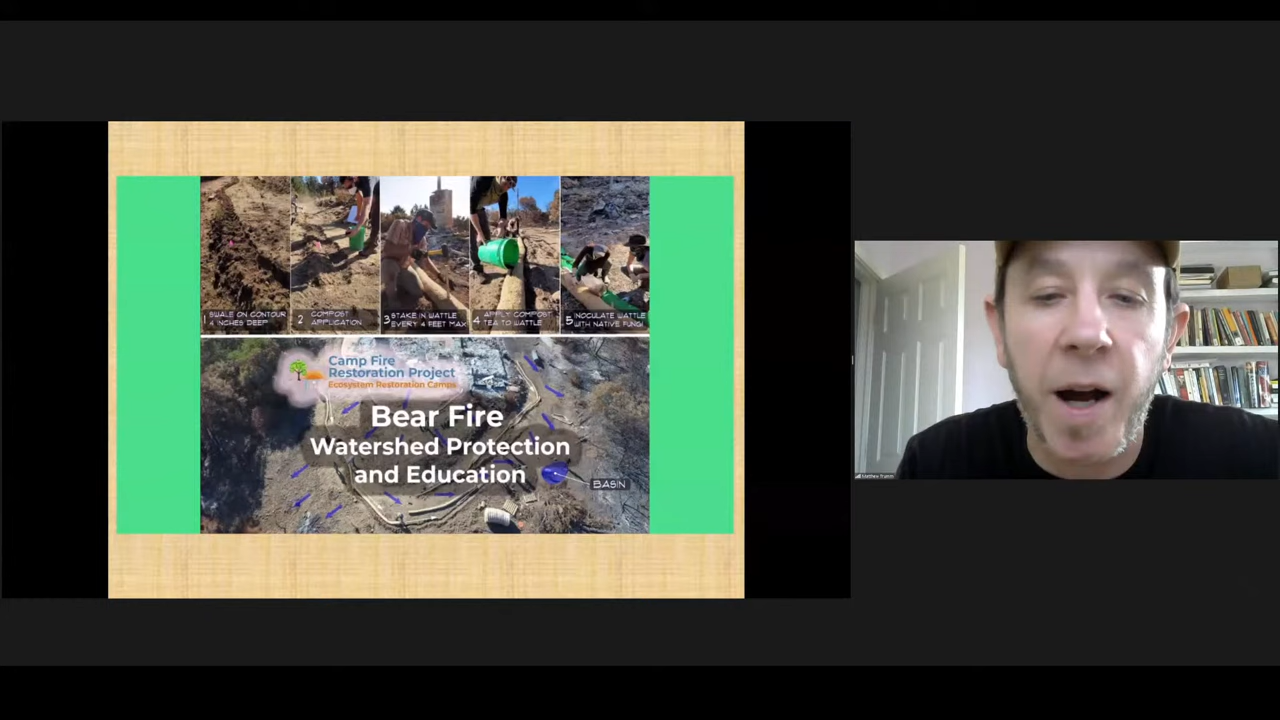 1 SWALE ON CONTOUR
4 INCHES DEEP
2 COMPOST
APPLICATION
3 STAKE IN WATTLE
EVERY 4 FEET MAX
4 APPLY COMPOST
TEA TO WATTLE
5 INOCULATE WATTLE
WITH NATIVE FUNGI
Camp Fire
Restoration Project
Ecosystem Restoration Camps
Bear Fire
Watershed Protection
and Education
BASIN